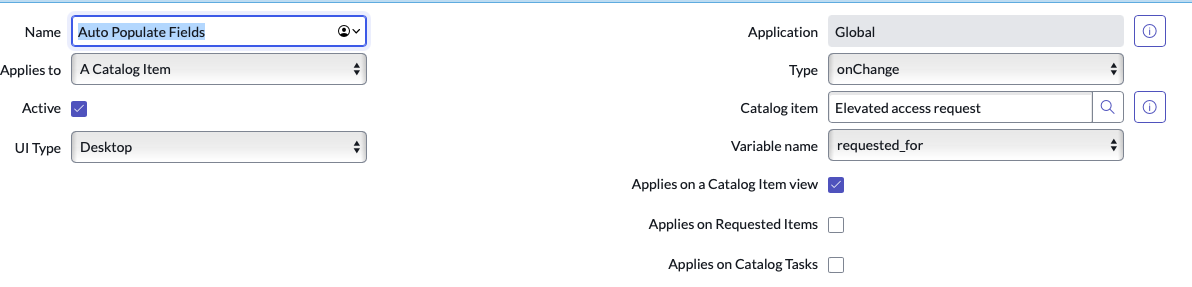 Name Auto Populate Fields
Application Global
Applies to A Catalog Item
Type onChange
Active
Catalog item Elevated access request
UI Type Desktop
Variable name requested_for
Applies on a Catalog Item view
Applies on Requested Items
Applies on Catalog Tasks